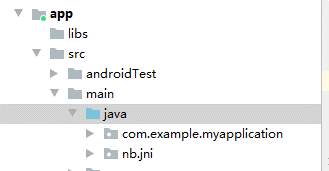 app
libs
src
androidTest
main
java
com.example.myapplication
nb.jni